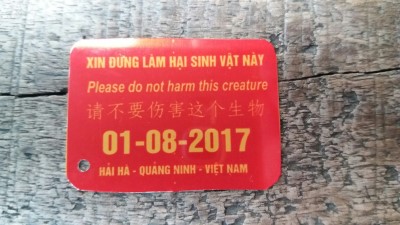 XIN ĐỪNG LÀM HẠI SINH VẬT NÀY
Please do not harm this creature
请不要伤害这个生物
01-08-2017
HẢI HÀ - QUẢNG NINH - VIỆT NAM